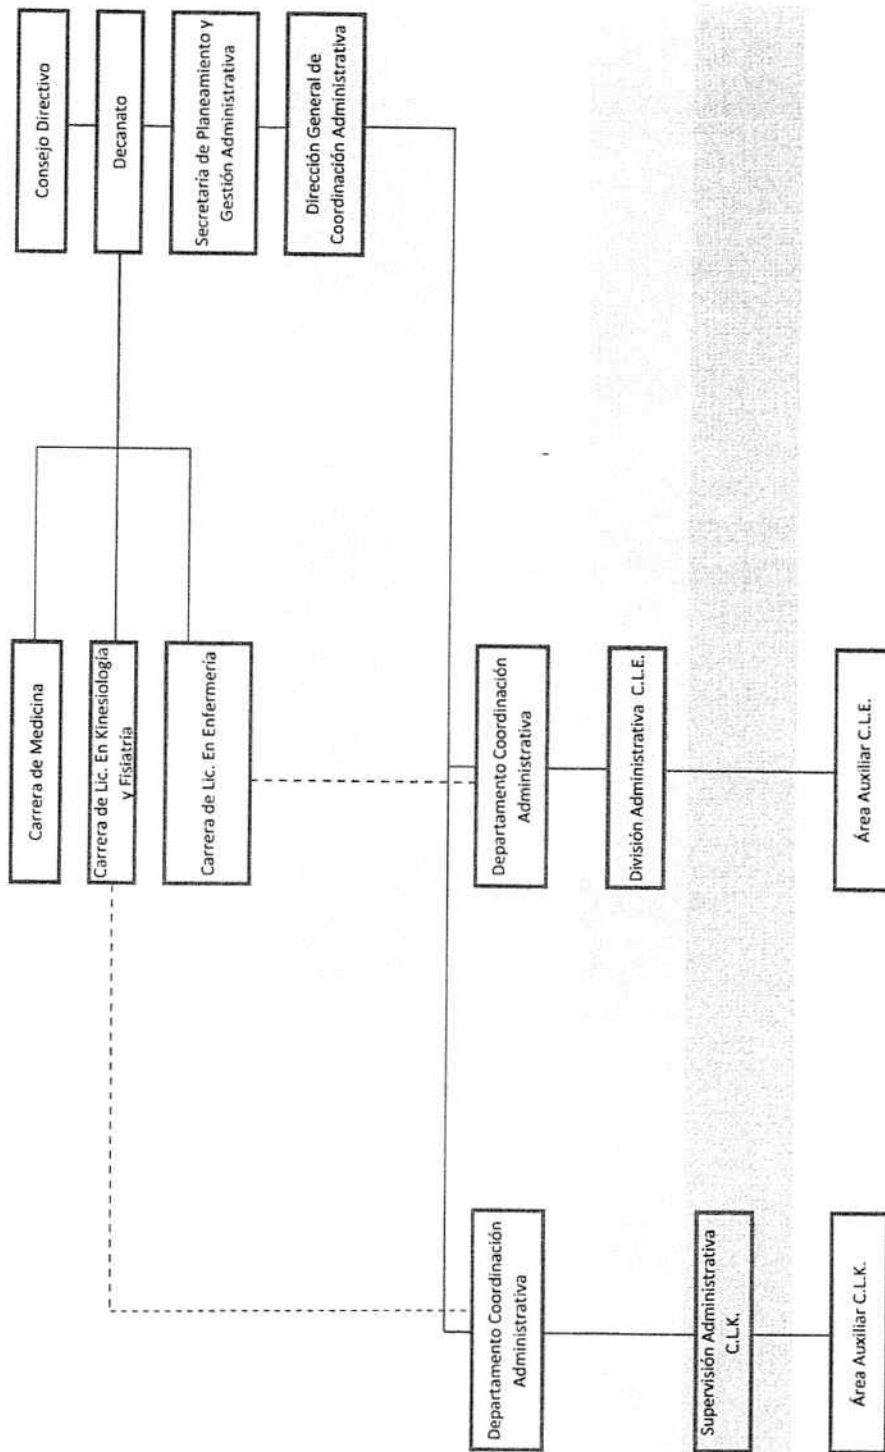 Consejo Directivo
Decanato
Secretaría de Planeamiento y
Gestión Administrativa
Dirección General de
Coordinación Administrativa
Carrera de Medicina
Carrera de Lic. En Kinesiología
y Fisiatría
Carrera de Lic. En Enfermería
Departamento Coordinación
Administrativa
Supervisión Administrativa
C.L.K.
Área Auxiliar C.L.K.
Departamento Coordinación
Administrativa
División Administrativa C.L.E.
Área Auxiliar C.L.E.